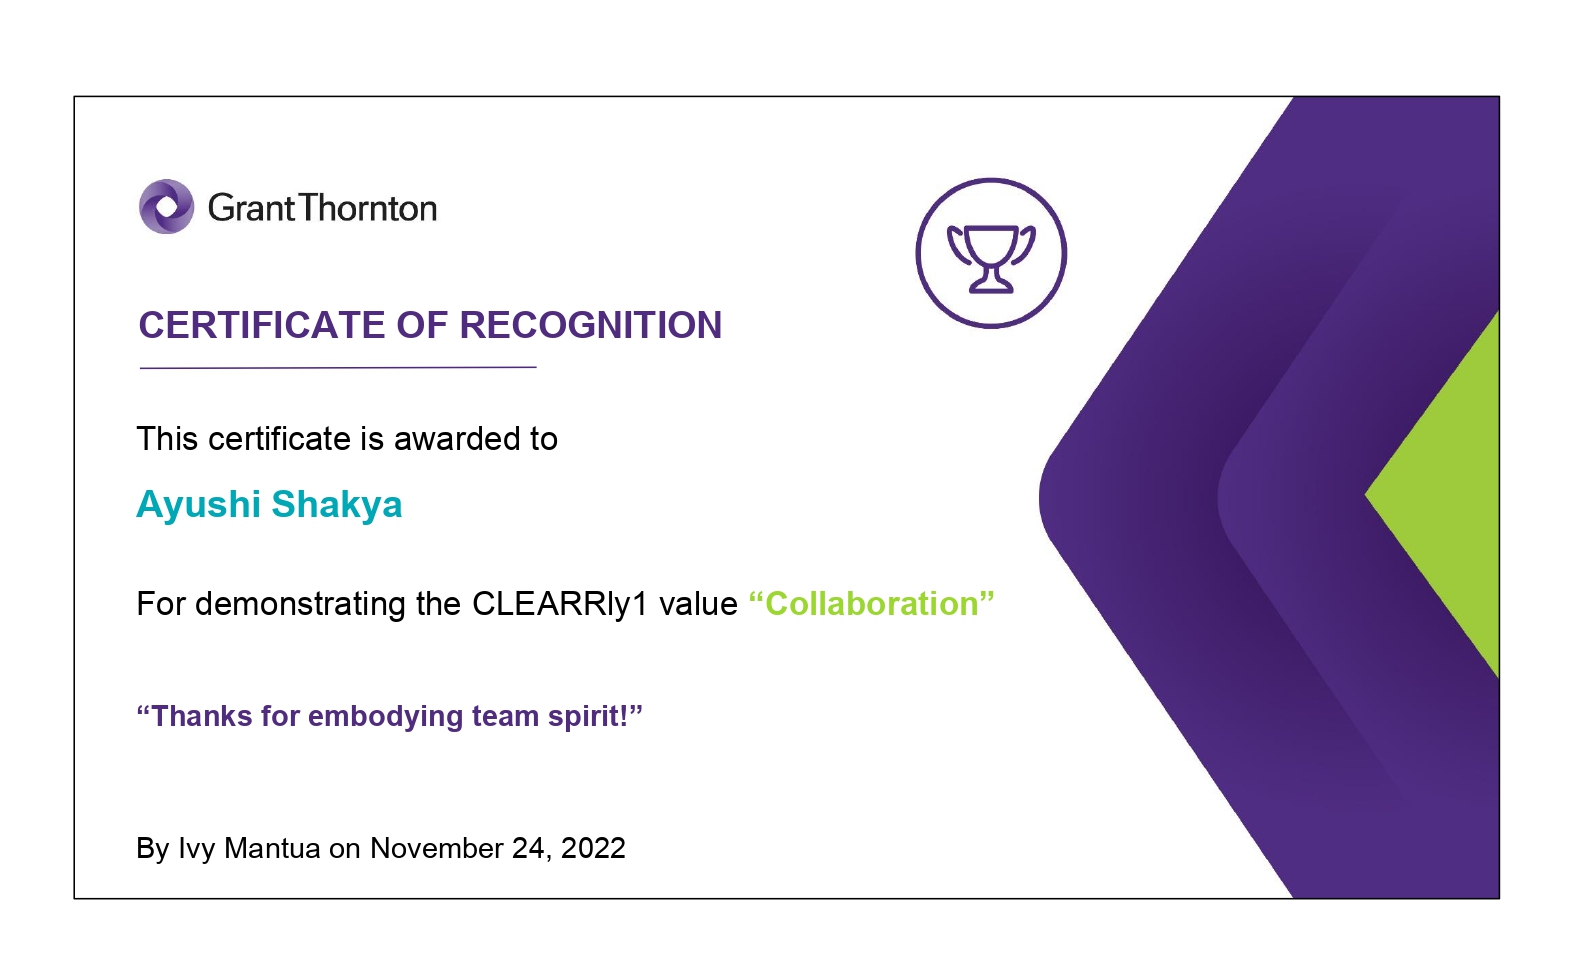 Grant Thornton
CERTIFICATE OF RECOGNITION
This certificate is awarded to
Ayushi Shakya
For demonstrating the CLEARRly1 value “Collaboration”
“Thanks for embodying team spirit!”
By Ivy Mantua on November 24, 2022